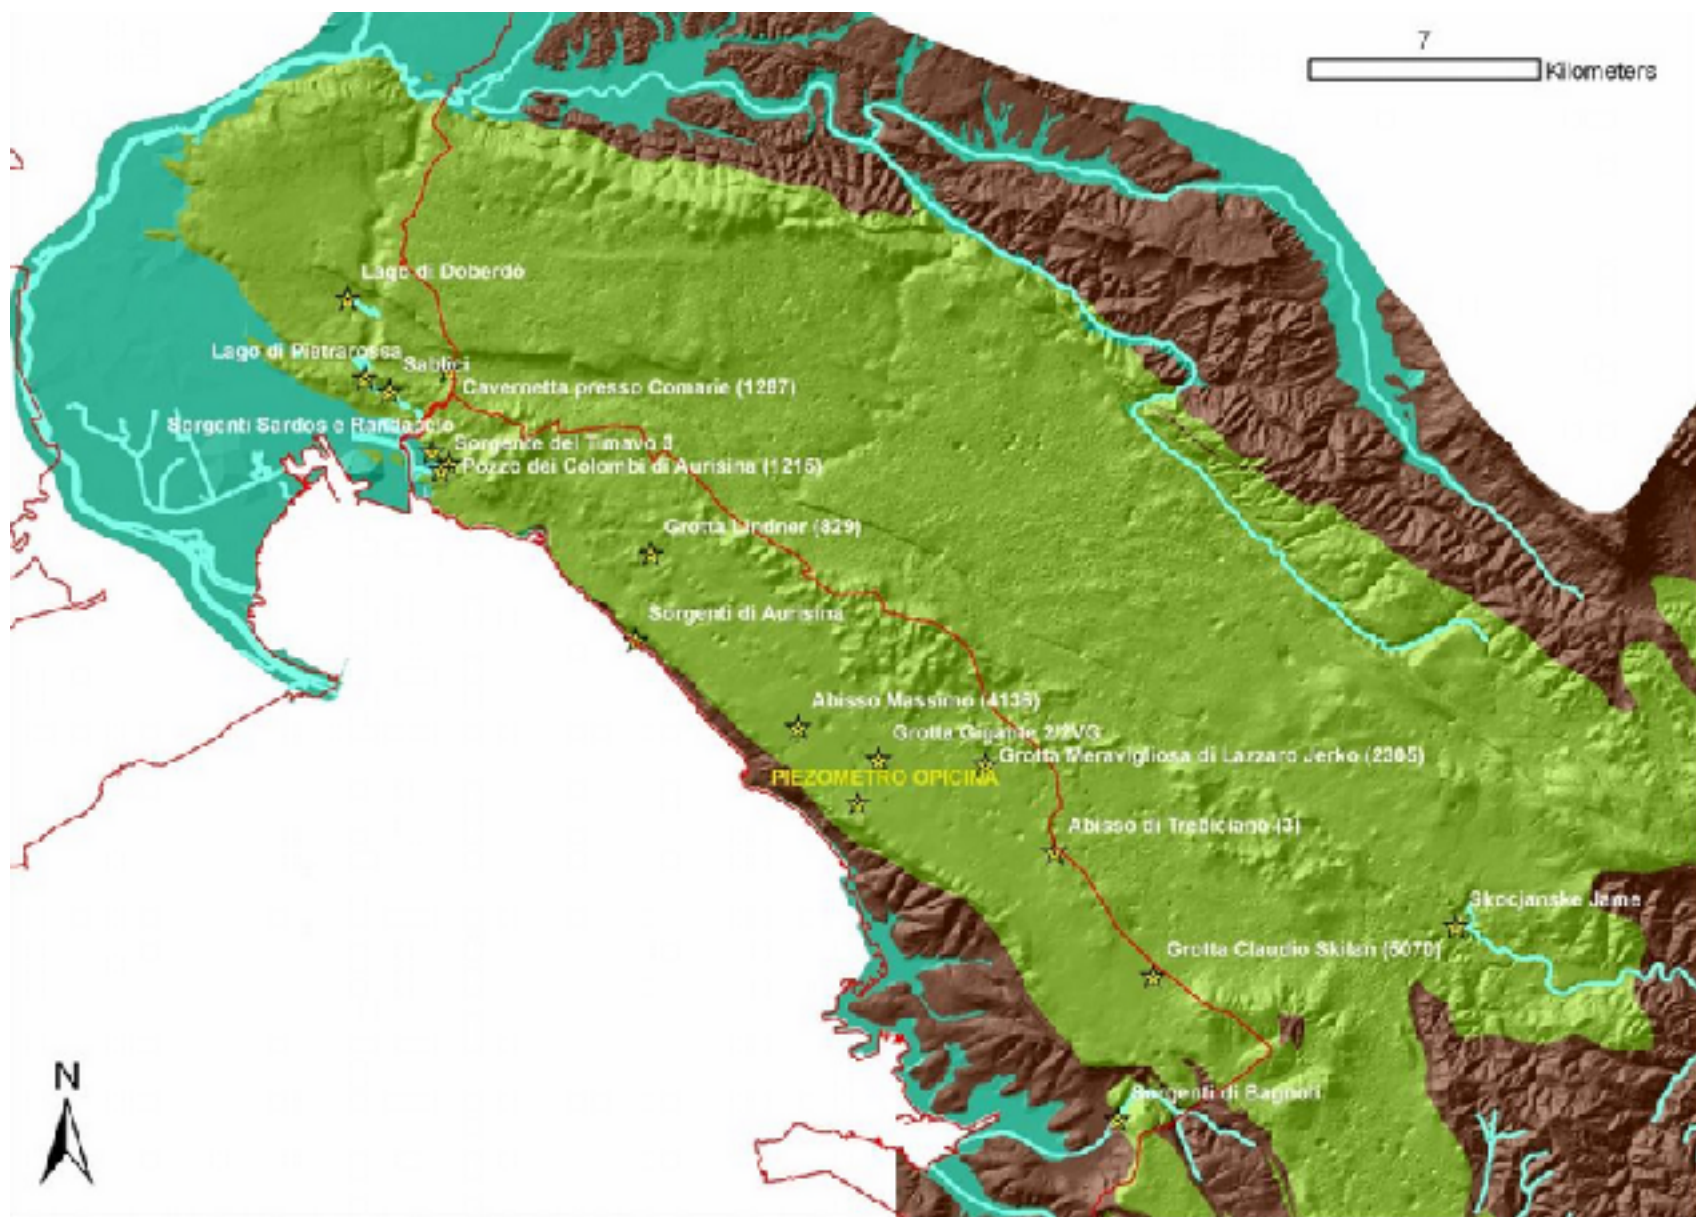 7
Kilometers
Lago di Doberdò
Lago di Pietrarossa
Sablici
Cavernetta presso Comarie (1287)
Sorgenti Sardos e Randaccio
Sorgente del Timavo 3
Pozzo dei Colombi di Aurisina (1215)
Grotta Lindner (829)
Sorgenti di Aurisina
Abisso Massimo (4136)
Grotta Gigante 2/2VG
Grotta Meravigliosa di Lazzaro Jerko (2305)
PIEZOMETRO OPICINA
Abisso di Trebiciano (3)
Skocjanske Jame
Grotta Claudio Skilan (5070)
Sorgenti di Bagnoli
N